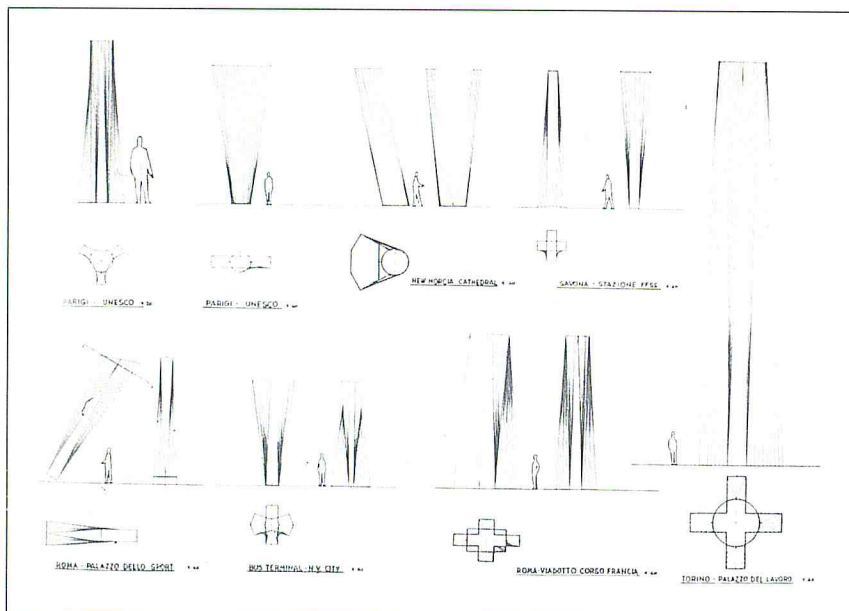 PARIGI - UNESCO
PARIGI - UNESCO
NEW NORCIA CATHEDRAL
SAVONA - STAZIONE FFSS
ROMA - PALAZZO DELLO SPORT
BUS TERMINAL - N.Y. CITY
ROMA - VIADOTTO CORSO FRANCIA
TORINO - PALAZZO DEL LAVORO